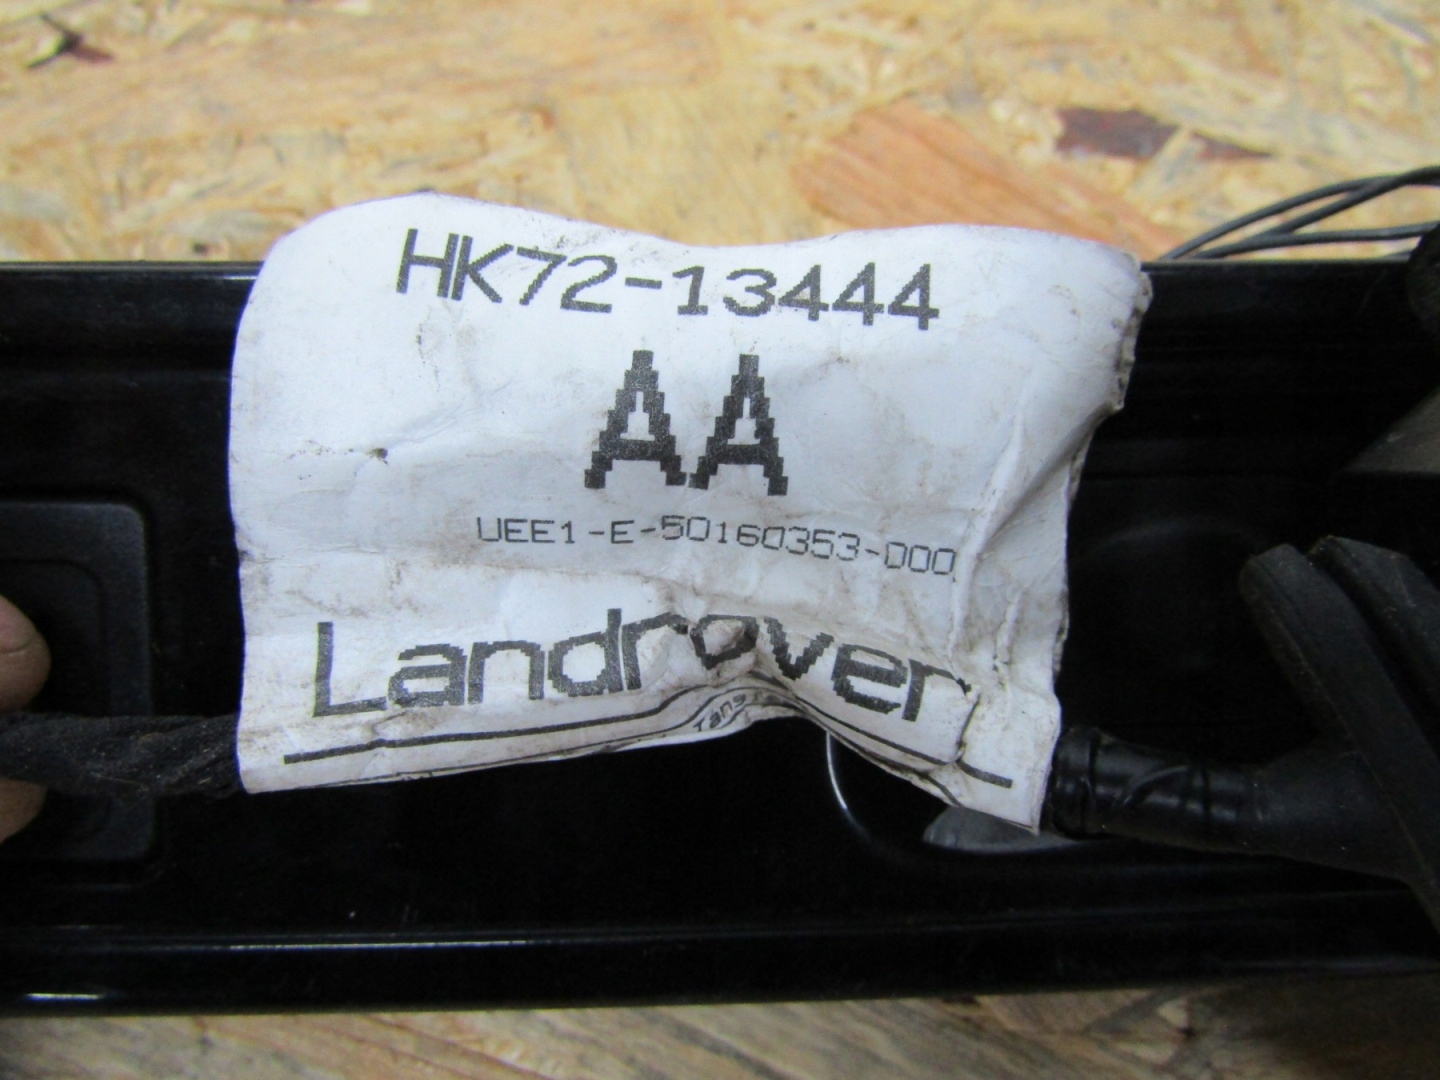 HK72-13444
AA
UEE1-E-50160353-000
Landrover